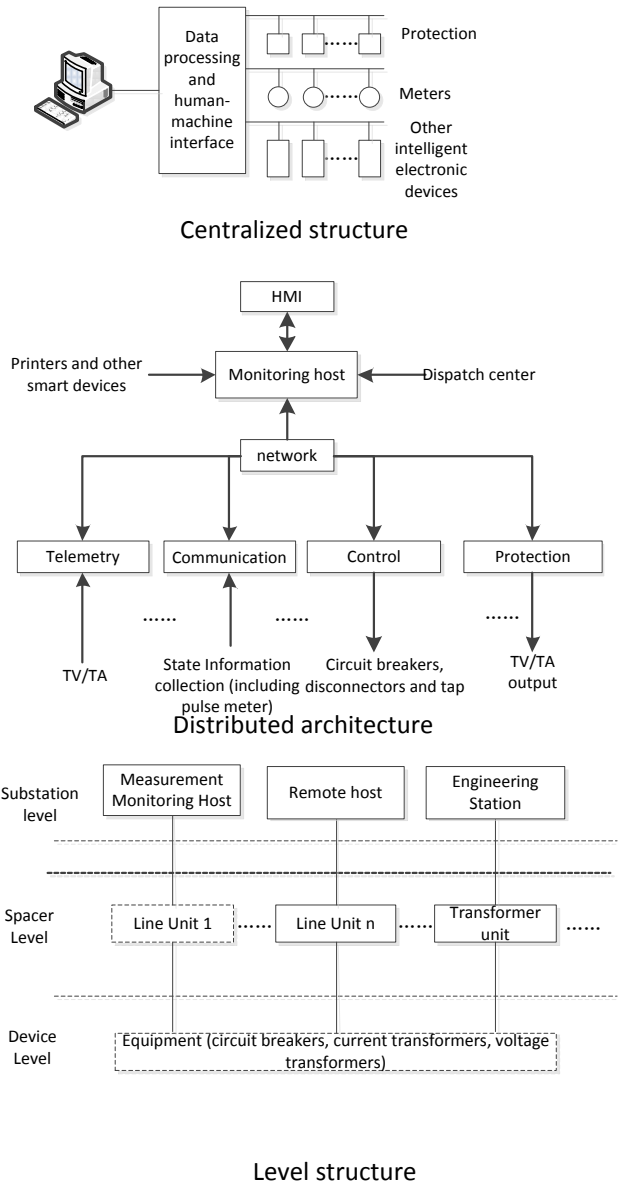 Data
processing
and
human-
machine
interface
......
Protection
......
Meters
......
Other
intelligent
electronic
devices
Centralized structure
HMI
Printers and other
smart devices
Monitoring host
Dispatch center
network
Telemetry
Communication
Control
Protection
......
......
......
TV/TA
State Information
collection (including
pulse meter)
Circuit breakers,
disconnectors and tap
TV/TA
output
Distributed architecture
Substation
level
Measurement
Monitoring Host
Remote host
Engineering
Station
Spacer
Level
Line Unit 1
......
Line Unit n
......
Transformer
unit
......
Device
Level
Equipment (circuit breakers, current transformers, voltage
transformers)
Level structure